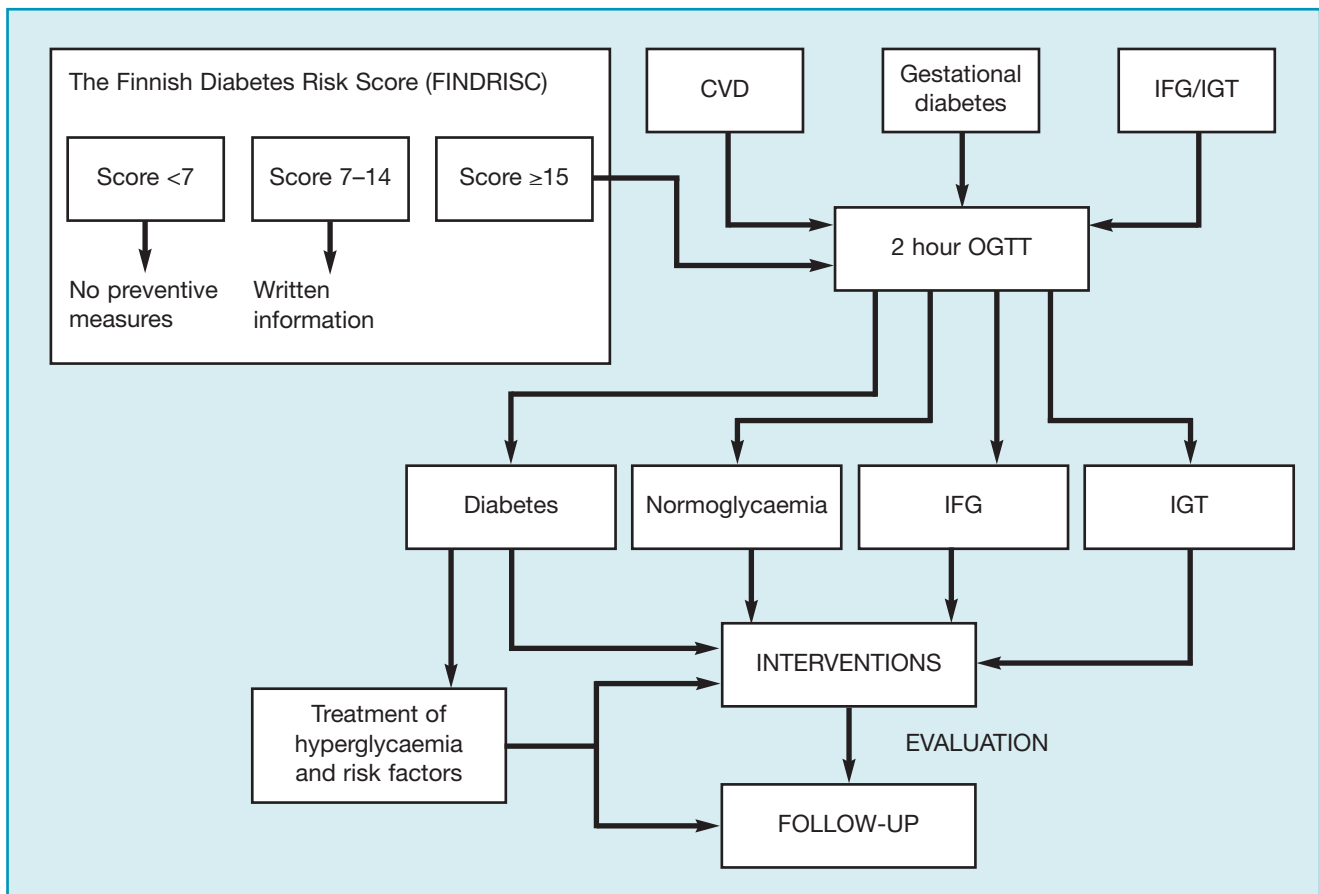 The Finnish Diabetes Risk Score (FINDRISC)
Score <7
Score 7–14
Score ≥15
No preventive
measures
Written
information
CVD
Gestational
diabetes
IFG/IGT
2 hour OGTT
Diabetes
Normoglycaemia
IFG
IGT
INTERVENTIONS
Treatment of
hyperglycaemia
and risk factors
EVALUATION
FOLLOW-UP